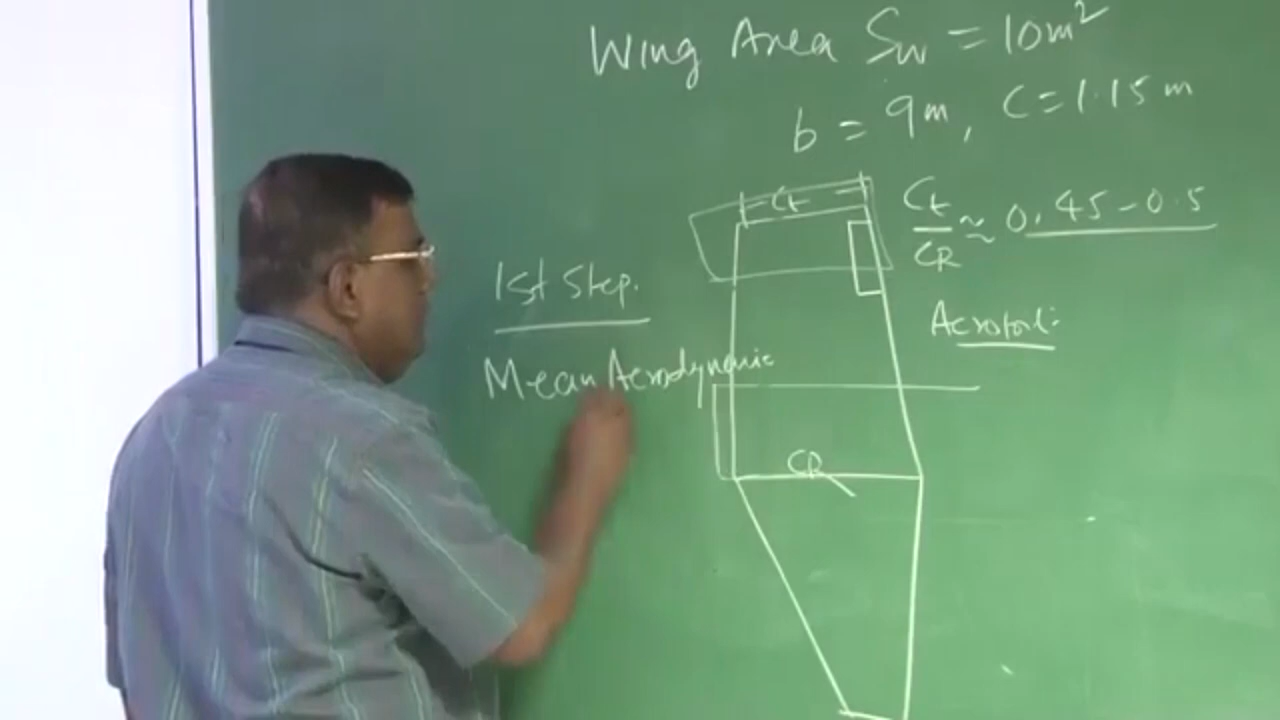 Wing Area Sw = 10m²
b = 9m, C = 1.15 m
Ct
Ct/CR ≈ 0.45 - 0.5
1st Step.
Aerofoil:
Mean Aerodynamic
CR